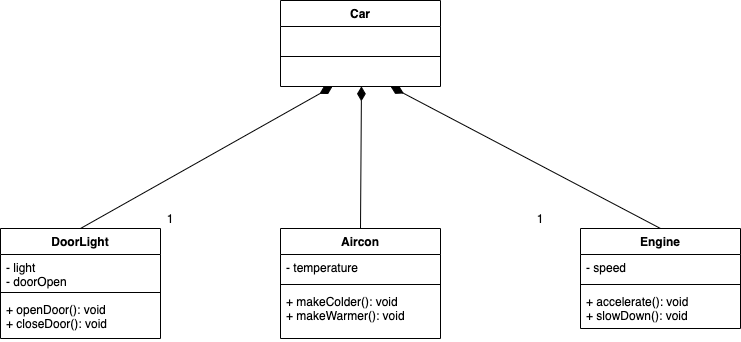 Car
1
1
DoorLight
- light
- doorOpen
+ openDoor(): void
+ closeDoor(): void
Aircon
- temperature
+ makeColder(): void
+ makeWarmer(): void
Engine
- speed
+ accelerate(): void
+ slowDown(): void